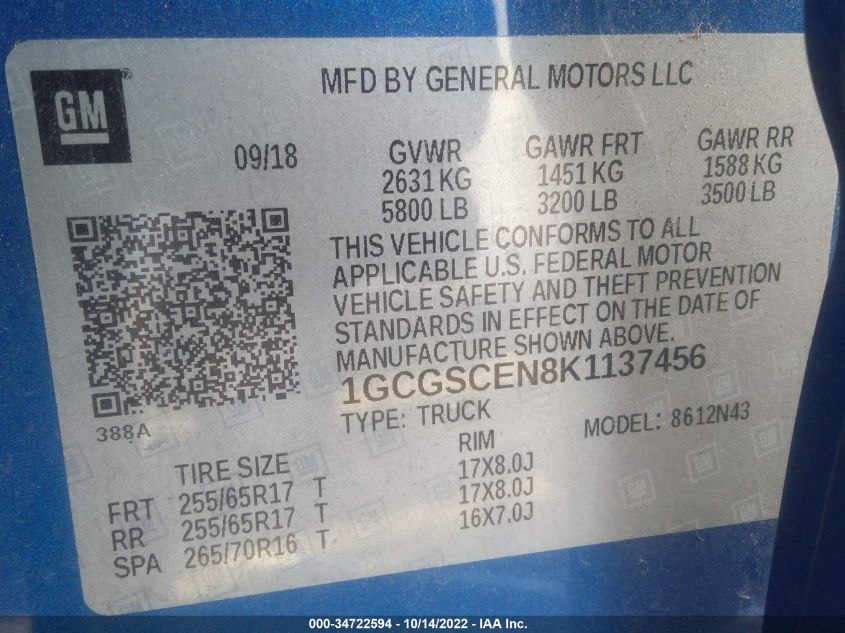 GM
MFD BY GENERAL MOTORS LLC
09/18
GVWR GAWR FRT GAWR RR
2631 KG 1451 KG 1588 KG
5800 LB 3200 LB 3500 LB
THIS VEHICLE CONFORMS TO ALL
APPLICABLE U.S. FEDERAL MOTOR
VEHICLE SAFETY AND THEFT PREVENTION
STANDARDS IN EFFECT ON THE DATE OF
MANUFACTURE SHOWN ABOVE.
1GCGSCEN8K1137456
388A
TYPE: TRUCK MODEL: 8612N43
TIRE SIZE RIM
FRT 255/65R17 T 17X8.0J
RR 255/65R17 T 17X8.0J
SPA 265/70R16 T 16X7.0J
000-34722594 - 10/14/2022 - IAA Inc.